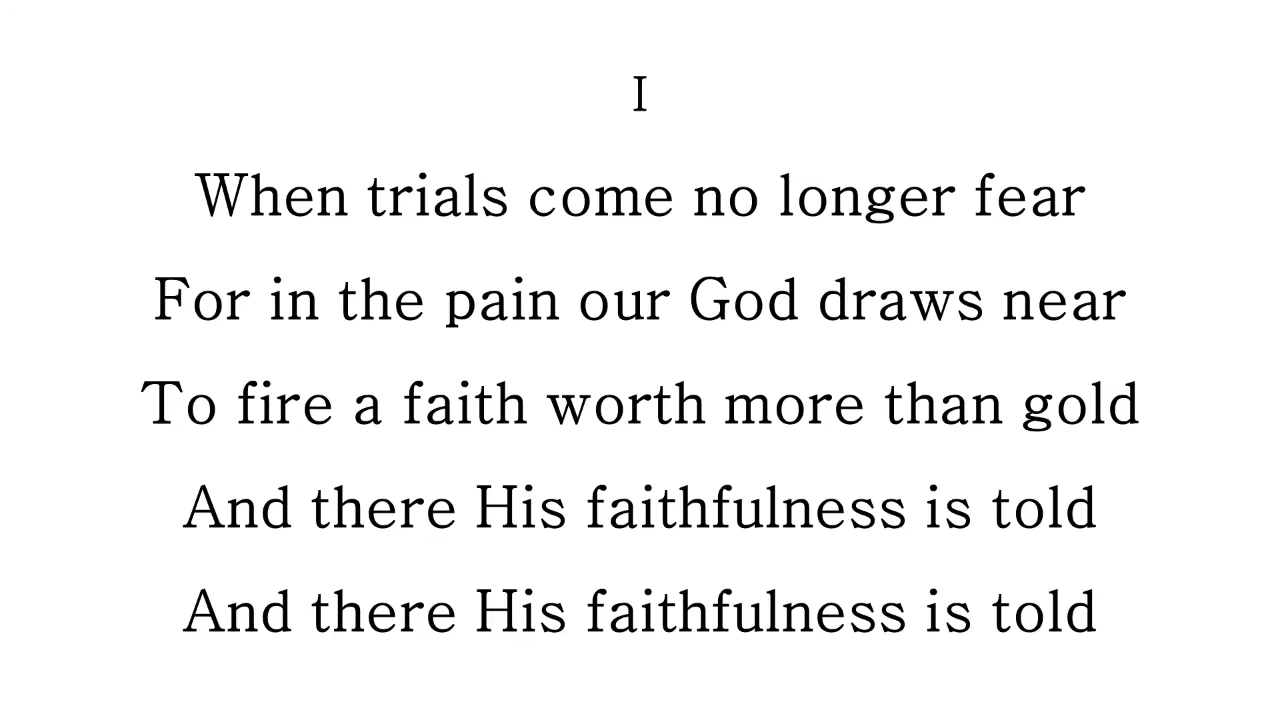 I
When trials come no longer fear
For in the pain our God draws near
To fire a faith worth more than gold
And there His faithfulness is told
And there His faithfulness is told